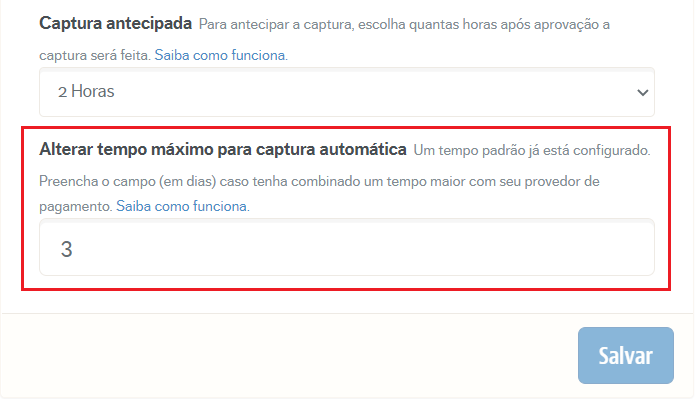 Captura antecipada Para antecipar a captura, escolha quantas horas após aprovação a
captura será feita. Saiba como funciona.
2 Horas
Alterar tempo máximo para captura automática Um tempo padrão já está configurado.
Preencha o campo (em dias) caso tenha combinado um tempo maior com seu provedor de
pagamento. Saiba como funciona.
3
Salvar